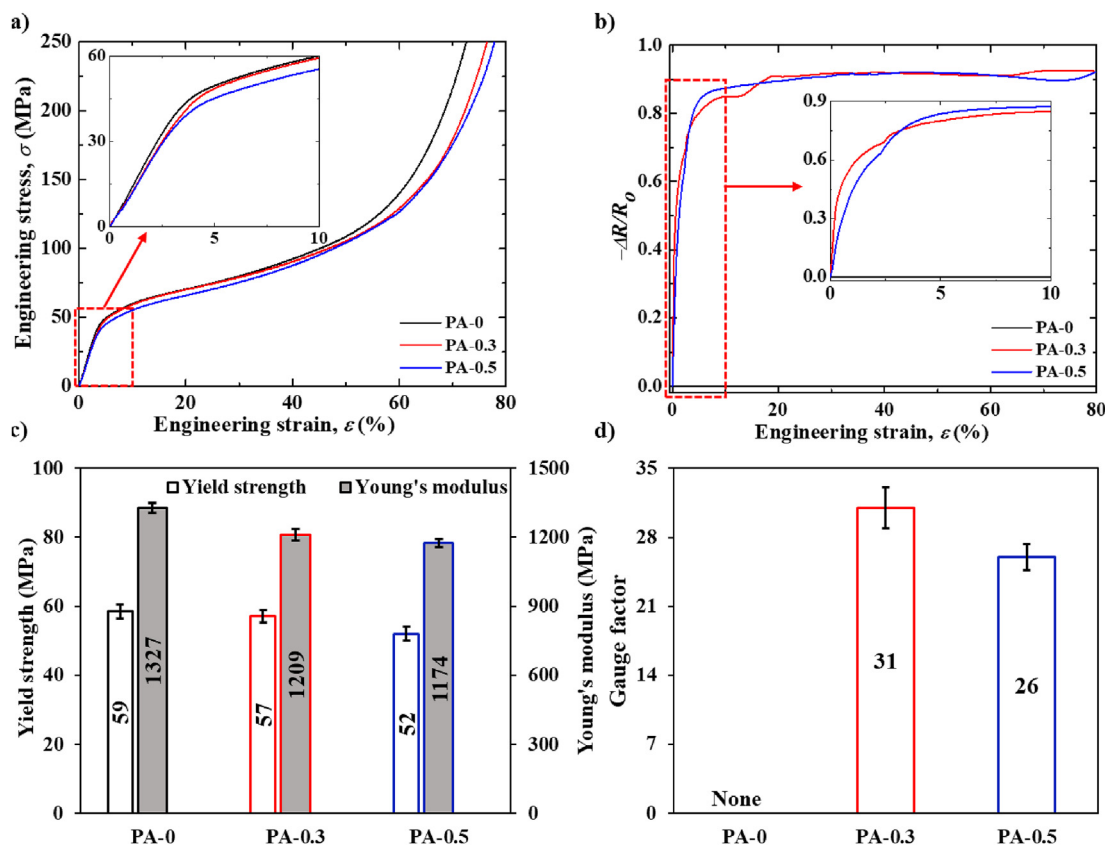 a)
Engineering stress, σ (MPa)
250
200
150
100
50
0
60
30
0
0 5 10
PA-0
PA-0.3
PA-0.5
0 20 40 60 80
Engineering strain, ε (%)
b)
–ΔR/Ro
1.0
0.8
0.6
0.4
0.2
0.0
0.9
0.6
0.3
0.0
0 5 10
PA-0
PA-0.3
PA-0.5
0 20 40 60 80
Engineering strain, ε (%)
c)
Yield strength (MPa)
100
80
60
40
20
0
Yield strength Young's modulus
59 1327 57 1209 52 1174
PA-0 PA-0.3 PA-0.5
1500
1200
900
600
300
0
Young's modulus (MPa)
d)
Gauge factor
35
28
21
14
7
0
None 31 26
PA-0 PA-0.3 PA-0.5